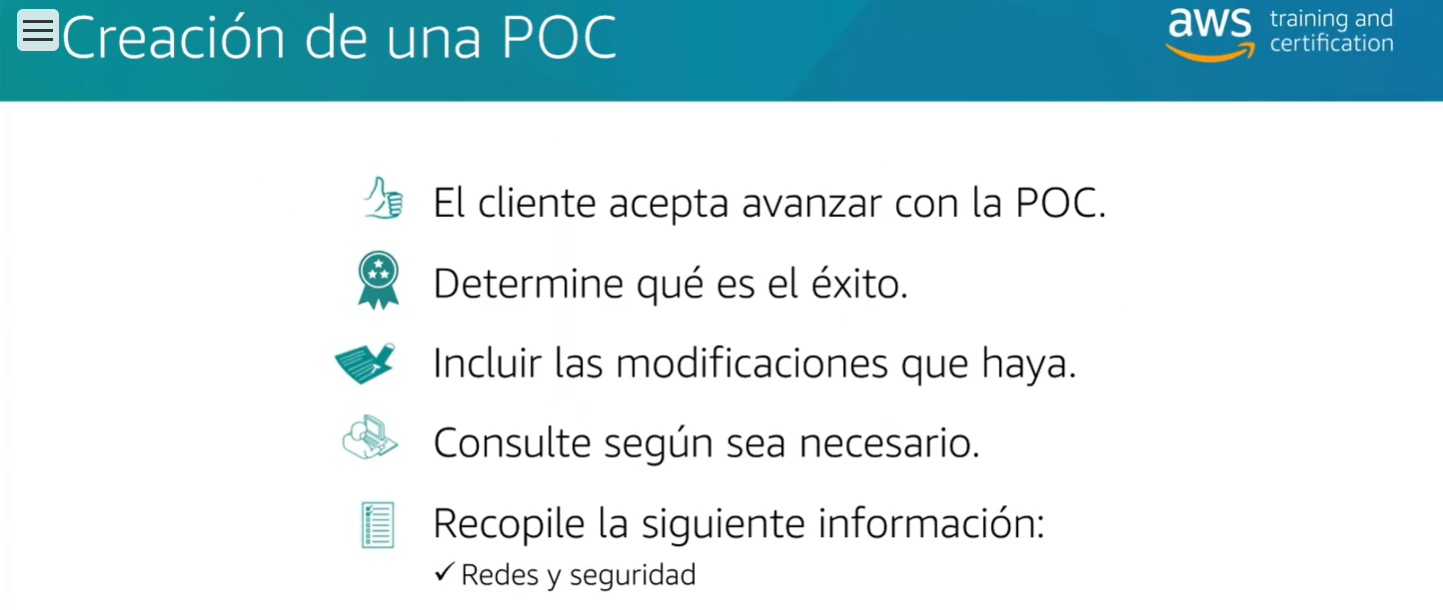 Creación de una POC
aws training and
certification
El cliente acepta avanzar con la POC.
Determine qué es el éxito.
Incluir las modificaciones que haya.
Consulte según sea necesario.
Recopile la siguiente información:
✓ Redes y seguridad